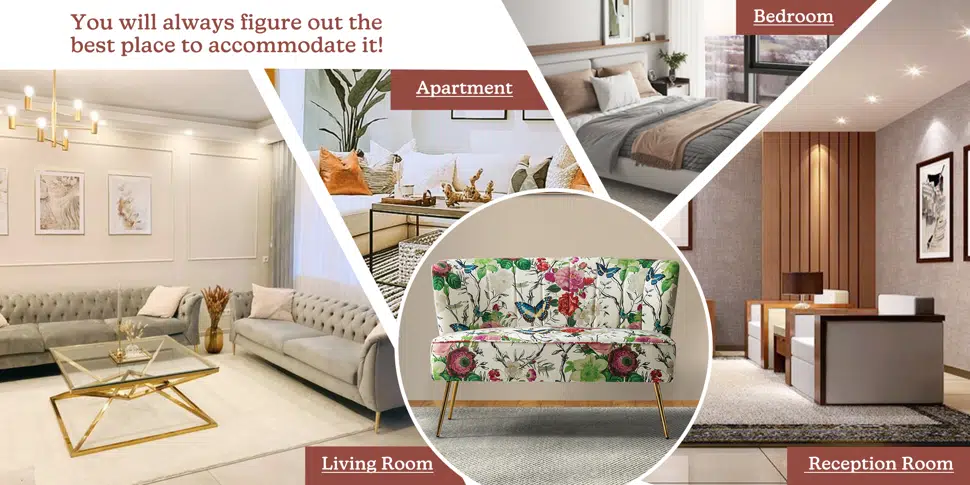 You will always figure out the
best place to accommodate it!
Bedroom
Apartment
Living Room
Reception Room